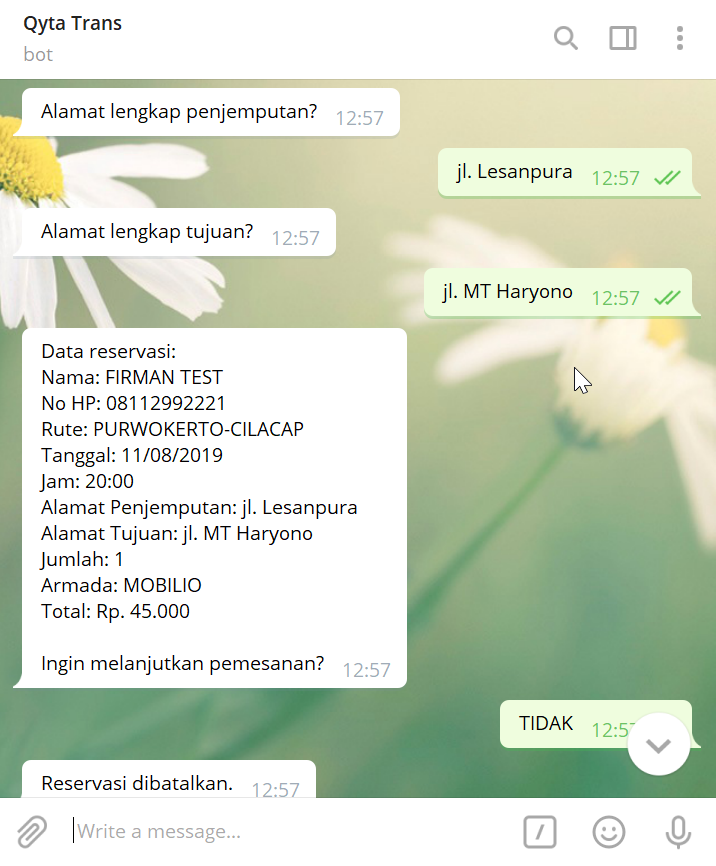 Qyta Trans
bot
Alamat lengkap penjemputan? 12:57
jl. Lesanpura 12:57
Alamat lengkap tujuan? 12:57
jl. MT Haryono 12:57
Data reservasi:
Nama: FIRMAN TEST
No HP: 08112992221
Rute: PURWOKERTO-CILACAP
Tanggal: 11/08/2019
Jam: 20:00
Alamat Penjemputan: jl. Lesanpura
Alamat Tujuan: jl. MT Haryono
Jumlah: 1
Armada: MOBILIO
Total: Rp. 45.000
Ingin melanjutkan pemesanan? 12:57
TIDAK 12:57
Reservasi dibatalkan. 12:57
Write a message...